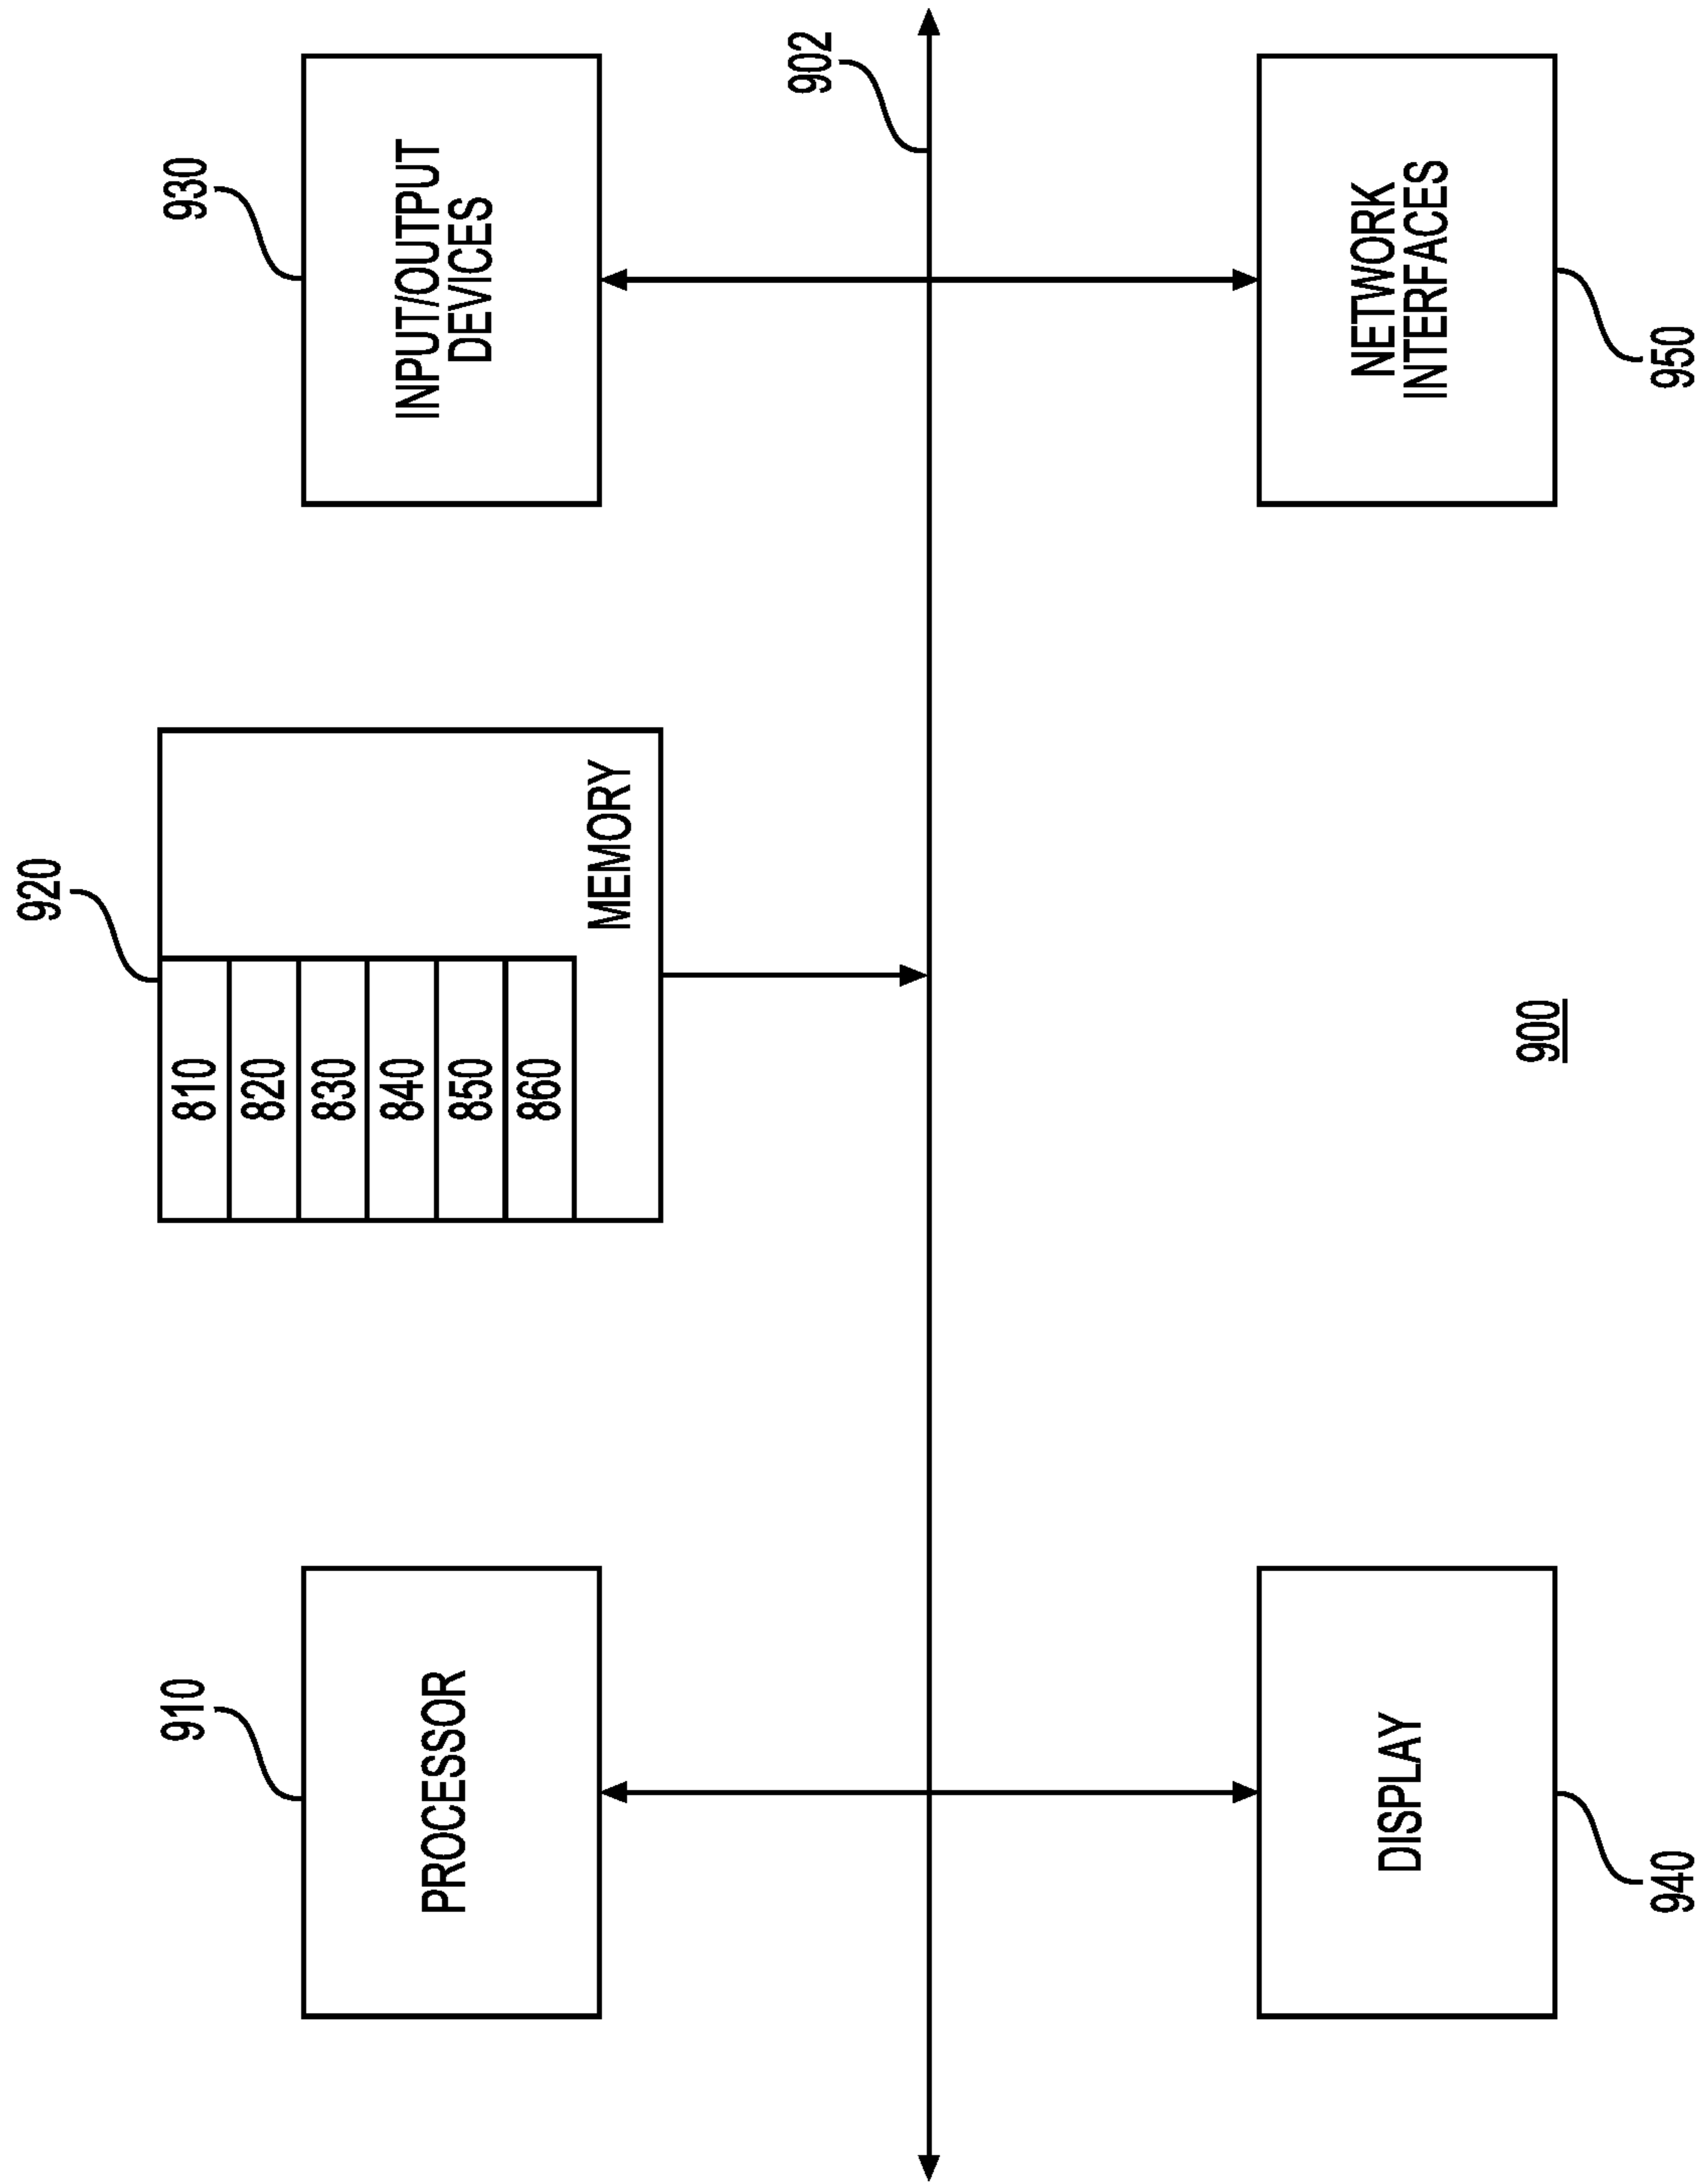 920
910
930
810
820
830
840
850
860
PROCESSOR
MEMORY
INPUT/OUTPUT
DEVICES
902
DISPLAY
NETWORK
INTERFACES
900
940
950